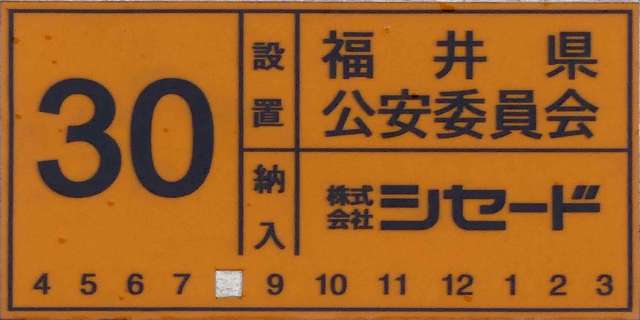 30
設置
福井県
公安委員会
納入
株式会社
シセード
4 5 6 7 9 10 11 12 1 2 3